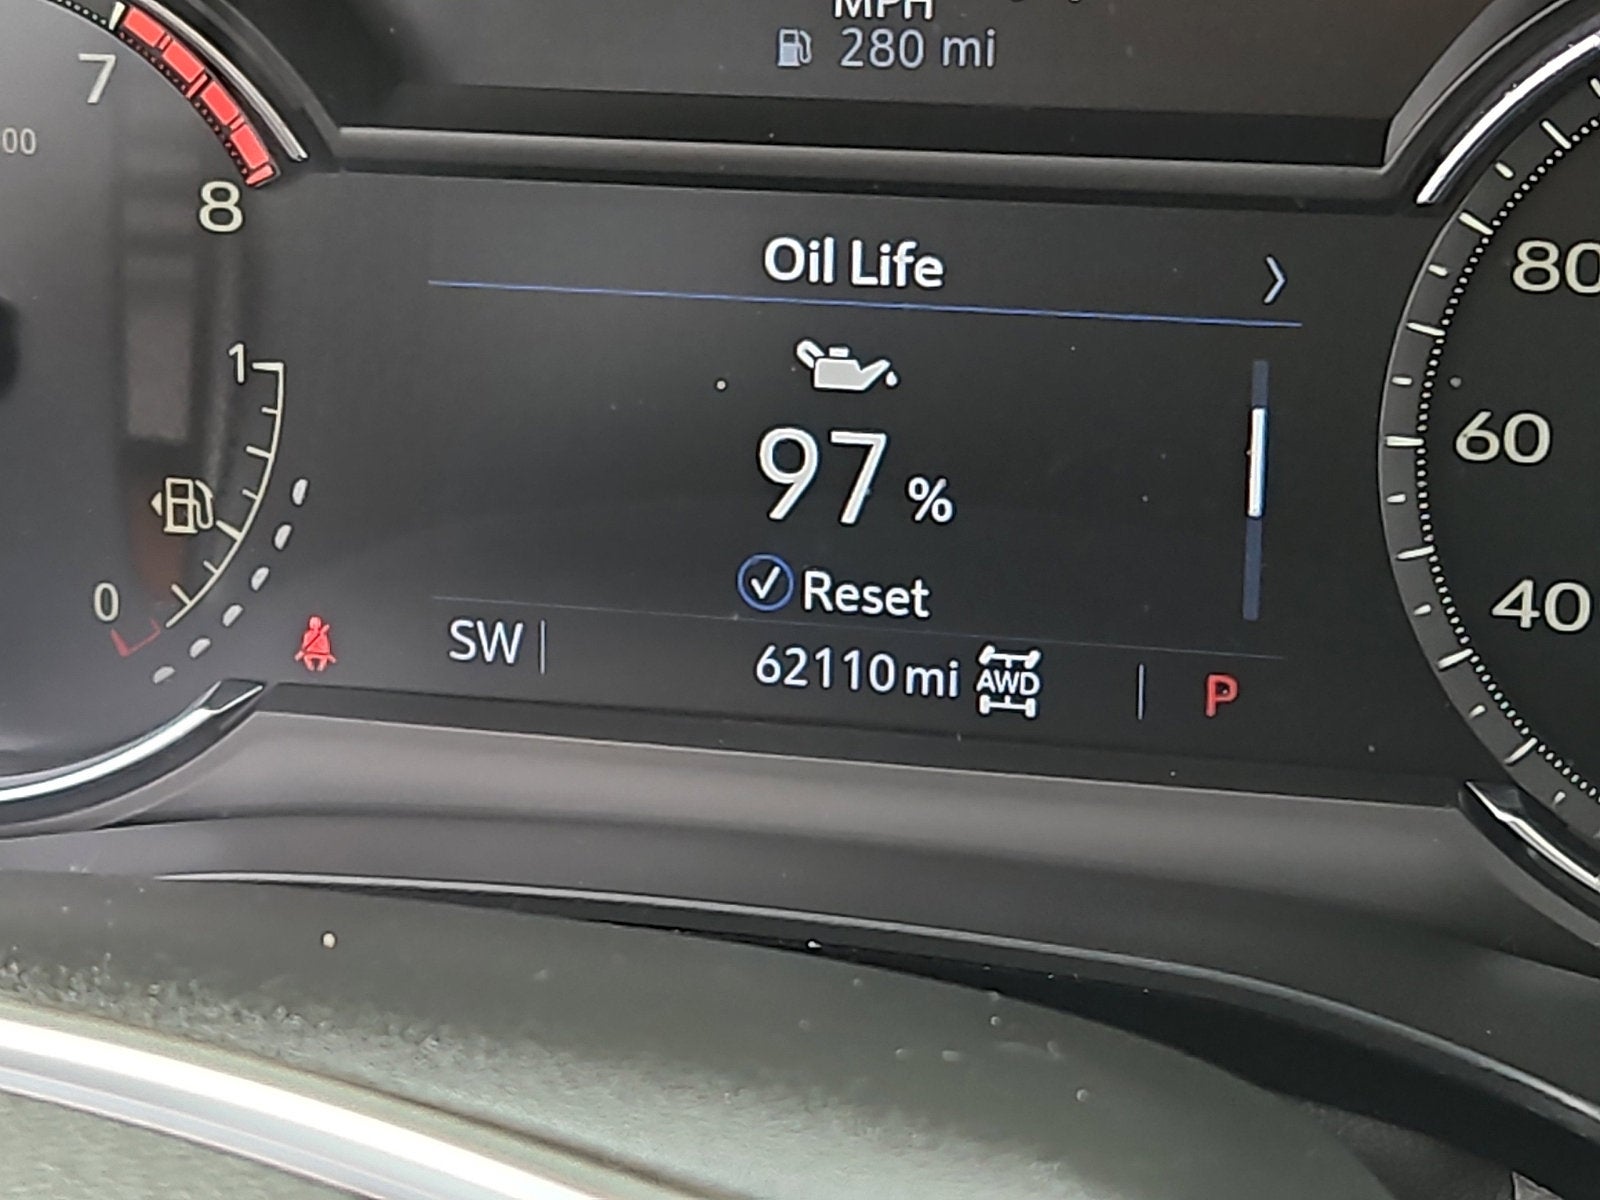 MPH
280 mi
7
00
8
Oil Life
80
1
97 %
60
Reset
0
40
SW
62110 mi
AWD
P